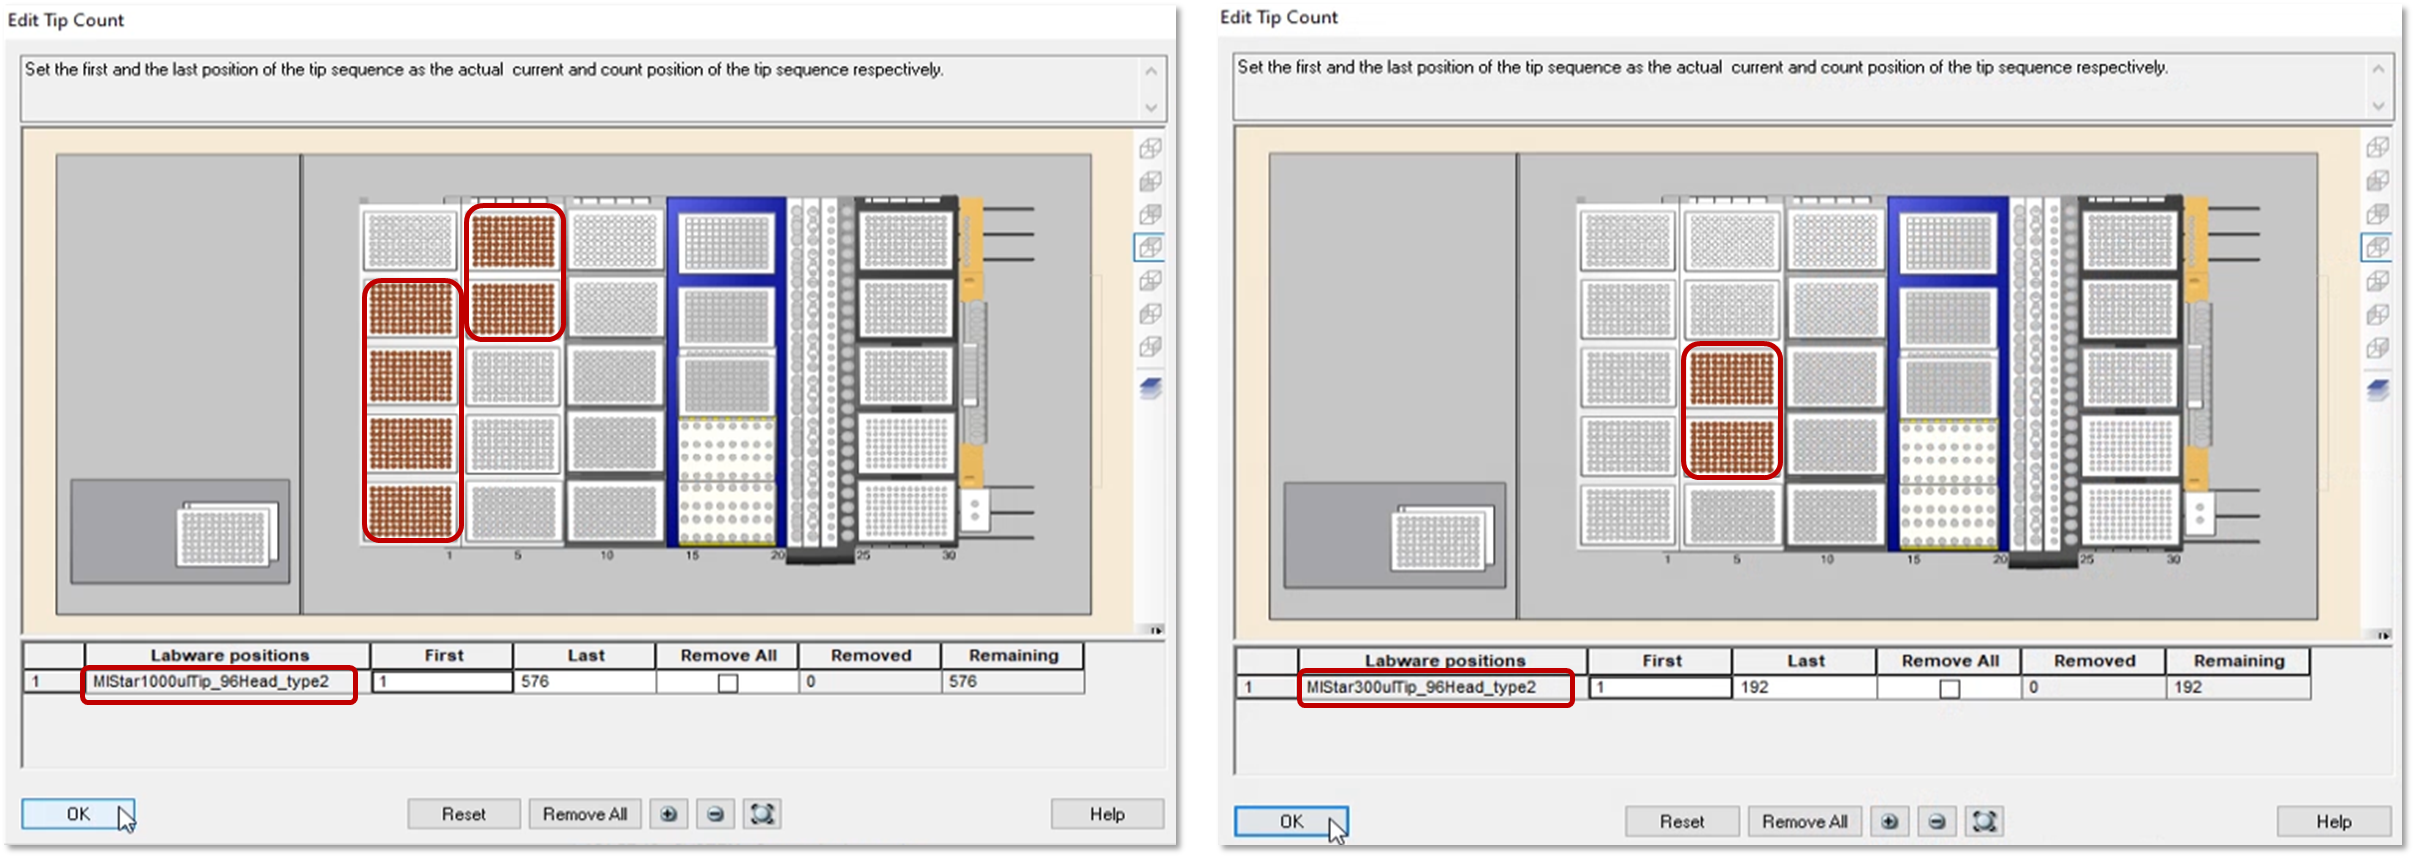 Edit Tip Count
Set the first and the last position of the tip sequence as the actual current and count position of the tip sequence respectively.
1 5 10 15 20 25 30
Labware positions First Last Remove All Removed Remaining
1 MlStar1000ulTip_96Head_type2 1 576 0 576
OK Reset Remove All Help
Edit Tip Count
Set the first and the last position of the tip sequence as the actual current and count position of the tip sequence respectively.
1 5 10 15 20 25 30
Labware positions First Last Remove All Removed Remaining
1 MlStar300ulTip_96Head_type2 1 192 0 192
OK Reset Remove All Help